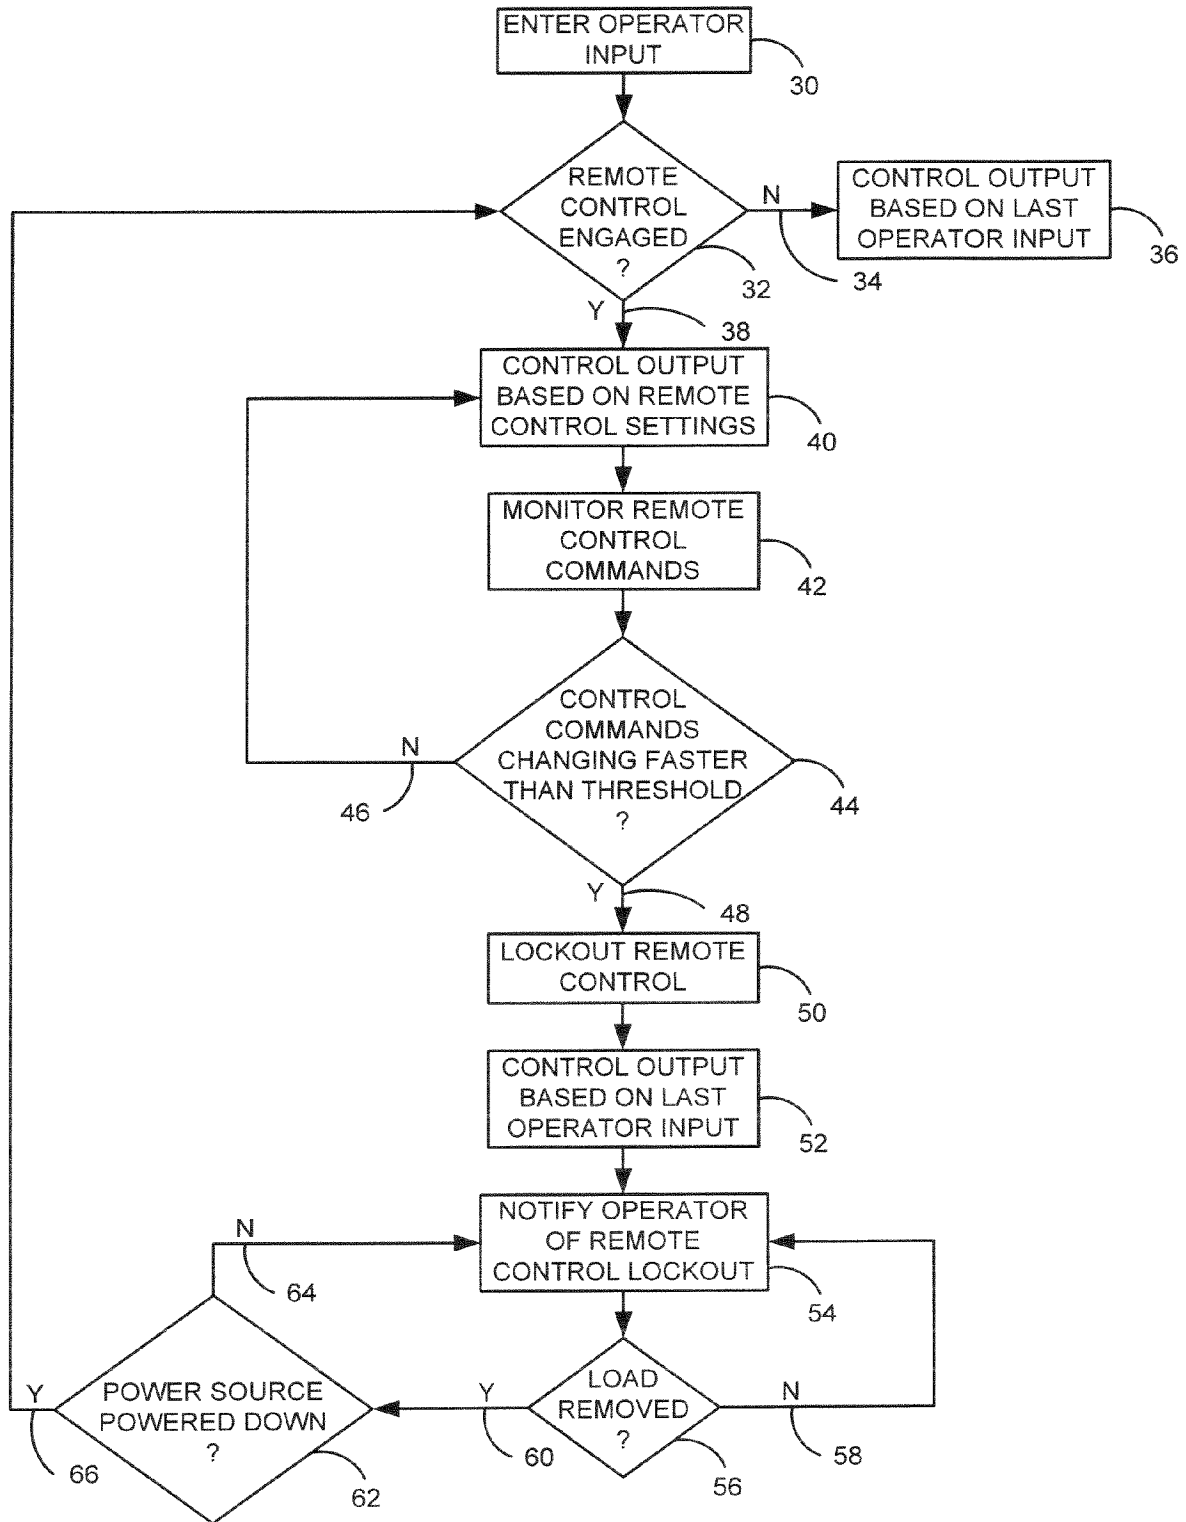 ENTER OPERATOR
INPUT
30
REMOTE
CONTROL
ENGAGED
?
32
N
34
CONTROL OUTPUT
BASED ON LAST
OPERATOR INPUT
36
Y
38
CONTROL OUTPUT
BASED ON REMOTE
CONTROL SETTINGS
40
MONITOR REMOTE
CONTROL
COMMANDS
42
CONTROL
COMMANDS
CHANGING FASTER
THAN THRESHOLD
?
44
N
46
Y
48
LOCKOUT REMOTE
CONTROL
50
CONTROL OUTPUT
BASED ON LAST
OPERATOR INPUT
52
NOTIFY OPERATOR
OF REMOTE
CONTROL LOCKOUT
54
N
64
LOAD
REMOVED
?
56
N
58
Y
60
POWER SOURCE
POWERED DOWN
?
62
Y
66